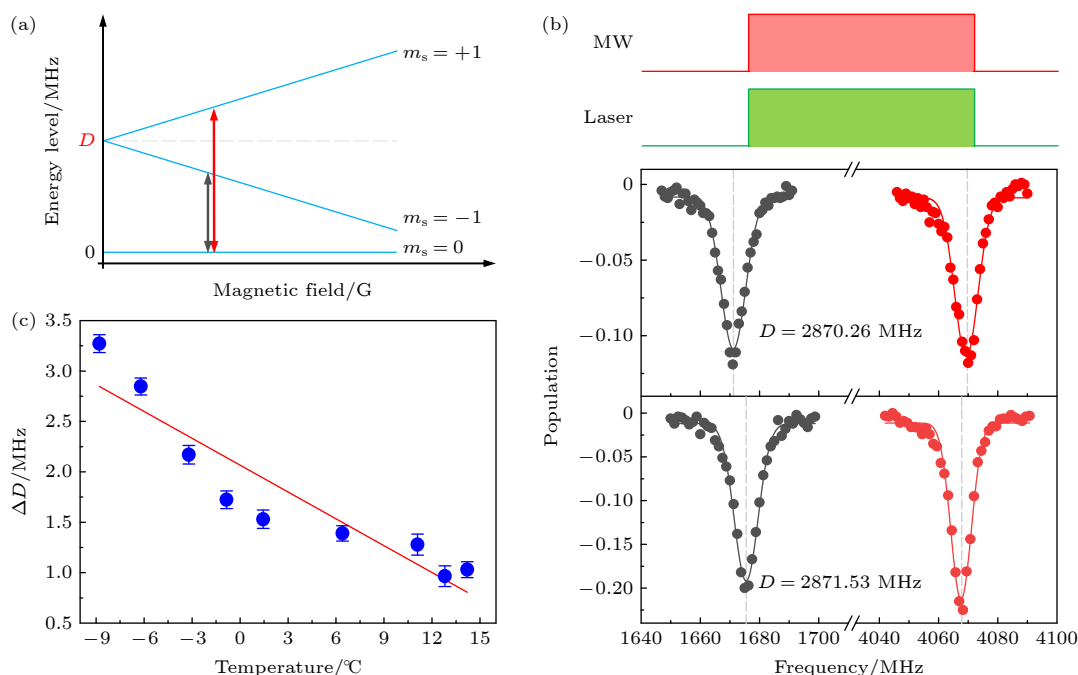 (a)
Energy level/MHz
D
0
mₛ = +1
mₛ = −1
mₛ = 0
Magnetic field/G
(b)
MW
Laser
Population
0
−0.05
−0.10
D = 2870.26 MHz
0
−0.05
−0.10
−0.15
−0.20
D = 2871.53 MHz
1640 1660 1680 1700 4040 4060 4080 4100
Frequency/MHz
(c)
ΔD/MHz
3.5
3.0
2.5
2.0
1.5
1.0
0.5
−9 −6 −3 0 3 6 9 12 15
Temperature/℃